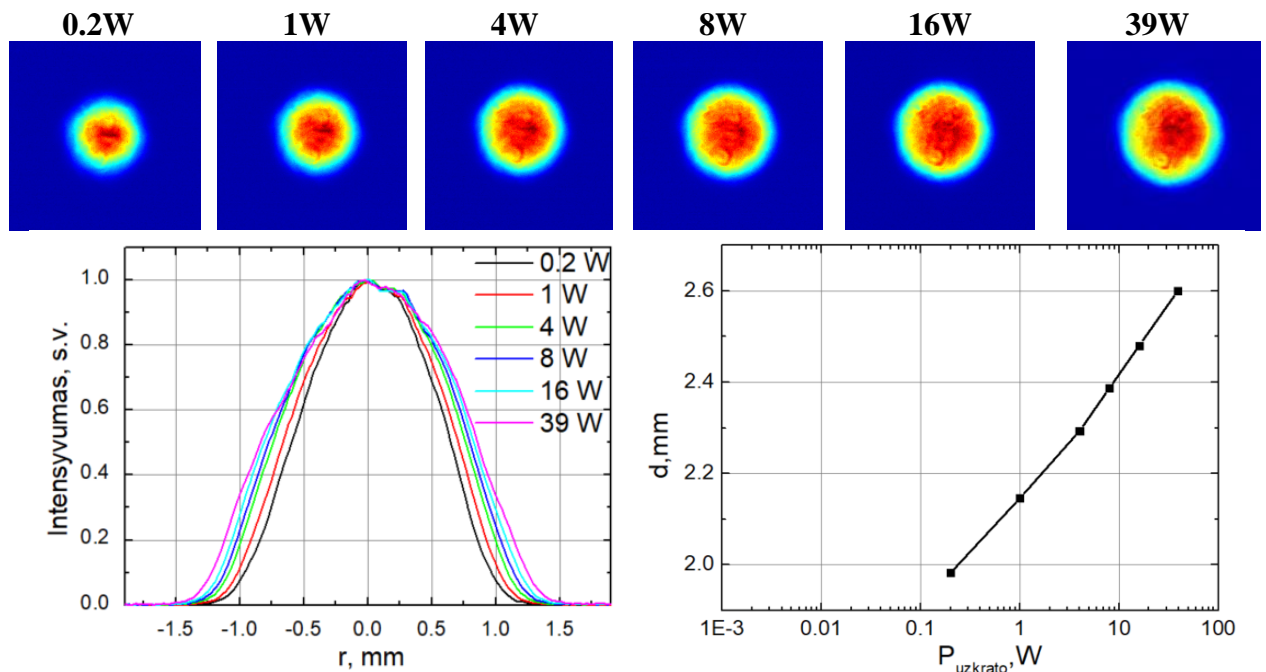 0.2W 1W 4W 8W 16W 39W
1.0
0.8
0.6
0.4
0.2
0.0
Intensyvumas, s.v.
0.2 W
1 W
4 W
8 W
16 W
39 W
-1.5 -1.0 -0.5 0.0 0.5 1.0 1.5
r, mm
2.6
2.4
2.2
2.0
d,mm
1E-3 0.01 0.1 1 10 100
P_uzkrato, W